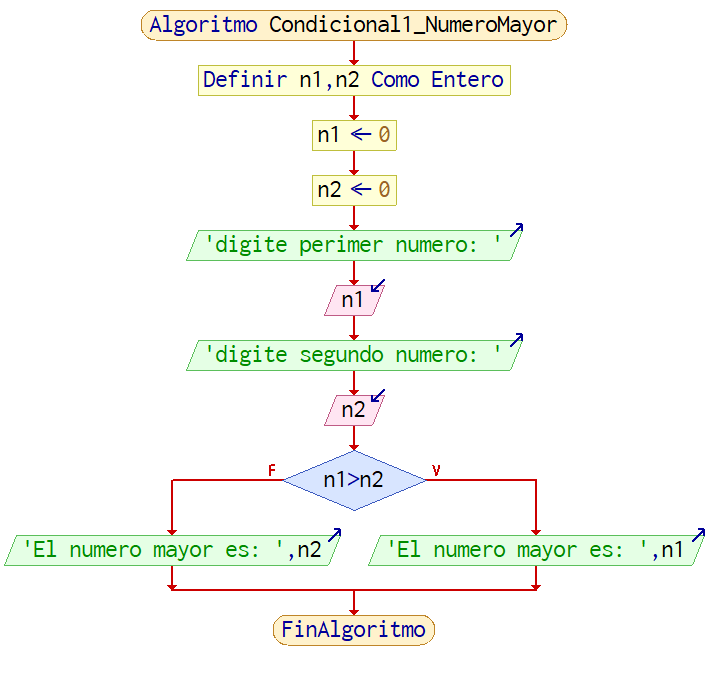 Algoritmo Condicional1_NumeroMayor
Definir n1,n2 Como Entero
n1 ← 0
n2 ← 0
'digite perimer numero: '
n1
'digite segundo numero: '
n2
F
V
n1>n2
'El numero mayor es: ',n2
'El numero mayor es: ',n1
FinAlgoritmo